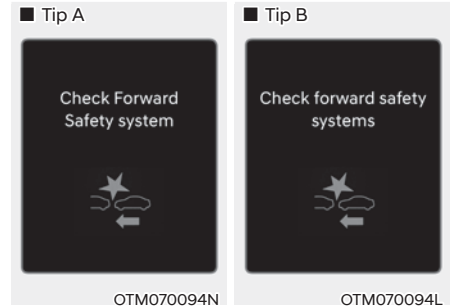 ■ Tip A
Check Forward
Safety system
OTM070094N
■ Tip B
Check forward safety
systems
OTM070094L